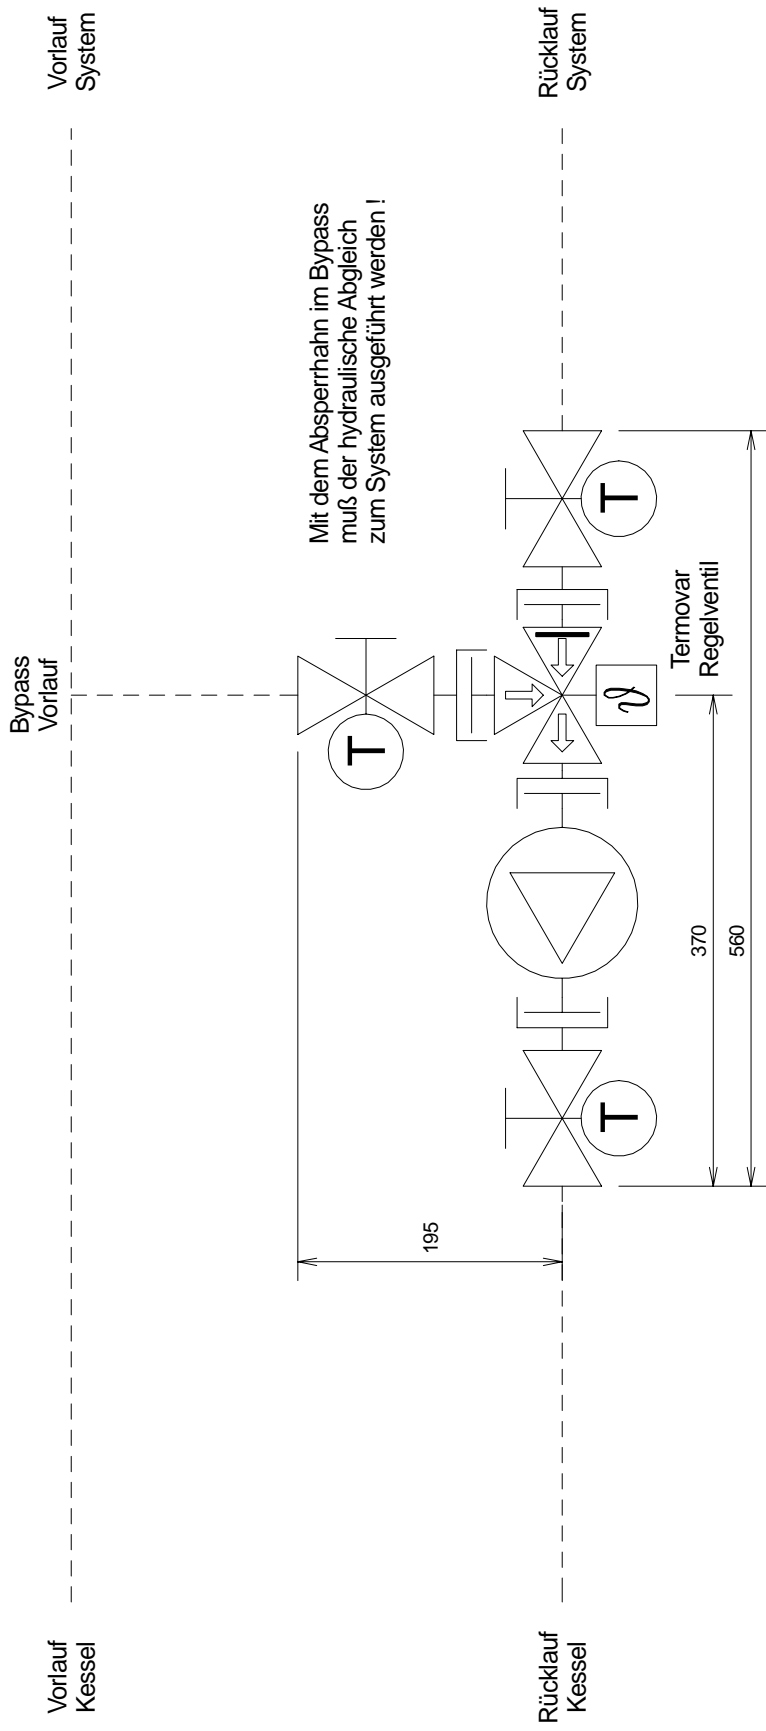 Bypass
Vorlauf
Vorlauf
Kessel
Vorlauf
System
Mit dem Absperrhahn im Bypass
muß der hydraulische Abgleich
zum System ausgeführt werden !
T
195
T
T
ϑ
Rücklauf
Kessel
Rücklauf
System
Termovar
Regelventil
370
560